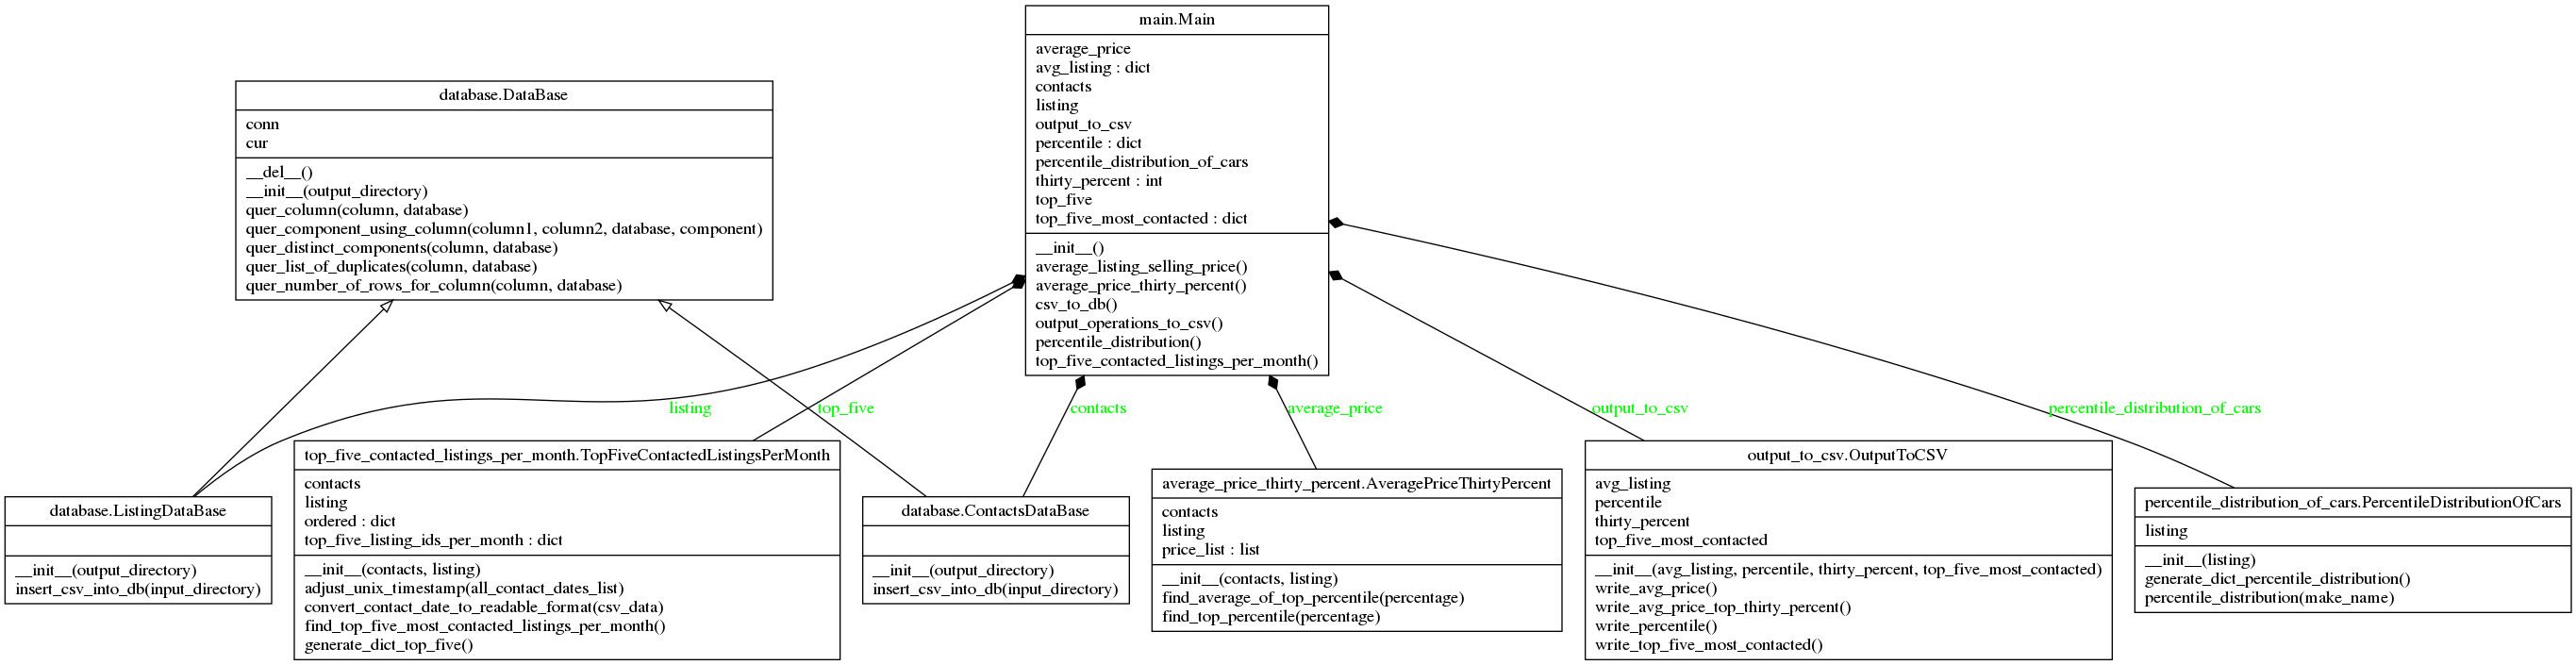 main.Main
average_price
avg_listing : dict
contacts
listing
output_to_csv
percentile : dict
percentile_distribution_of_cars
thirty_percent : int
top_five
top_five_most_contacted : dict
__init__()
average_listing_selling_price()
average_price_thirty_percent()
csv_to_db()
output_operations_to_csv()
percentile_distribution()
top_five_contacted_listings_per_month()
database.DataBase
conn
cur
__del__()
__init__(output_directory)
quer_column(column, database)
quer_component_using_column(column1, column2, database, component)
quer_distinct_components(column, database)
quer_list_of_duplicates(column, database)
quer_number_of_rows_for_column(column, database)
listing
top_five
contacts
average_price
output_to_csv
percentile_distribution_of_cars
database.ListingDataBase
__init__(output_directory)
insert_csv_into_db(input_directory)
top_five_contacted_listings_per_month.TopFiveContactedListingsPerMonth
contacts
listing
ordered : dict
top_five_listing_ids_per_month : dict
__init__(contacts, listing)
adjust_unix_timestamp(all_contact_dates_list)
convert_contact_date_to_readable_format(csv_data)
find_top_five_most_contacted_listings_per_month()
generate_dict_top_five()
database.ContactsDataBase
__init__(output_directory)
insert_csv_into_db(input_directory)
average_price_thirty_percent.AveragePriceThirtyPercent
contacts
listing
price_list : list
__init__(contacts, listing)
find_average_of_top_percentile(percentage)
find_top_percentile(percentage)
output_to_csv.OutputToCSV
avg_listing
percentile
thirty_percent
top_five_most_contacted
__init__(avg_listing, percentile, thirty_percent, top_five_most_contacted)
write_avg_price()
write_avg_price_top_thirty_percent()
write_percentile()
write_top_five_most_contacted()
percentile_distribution_of_cars.PercentileDistributionOfCars
listing
__init__(listing)
generate_dict_percentile_distribution()
percentile_distribution(make_name)